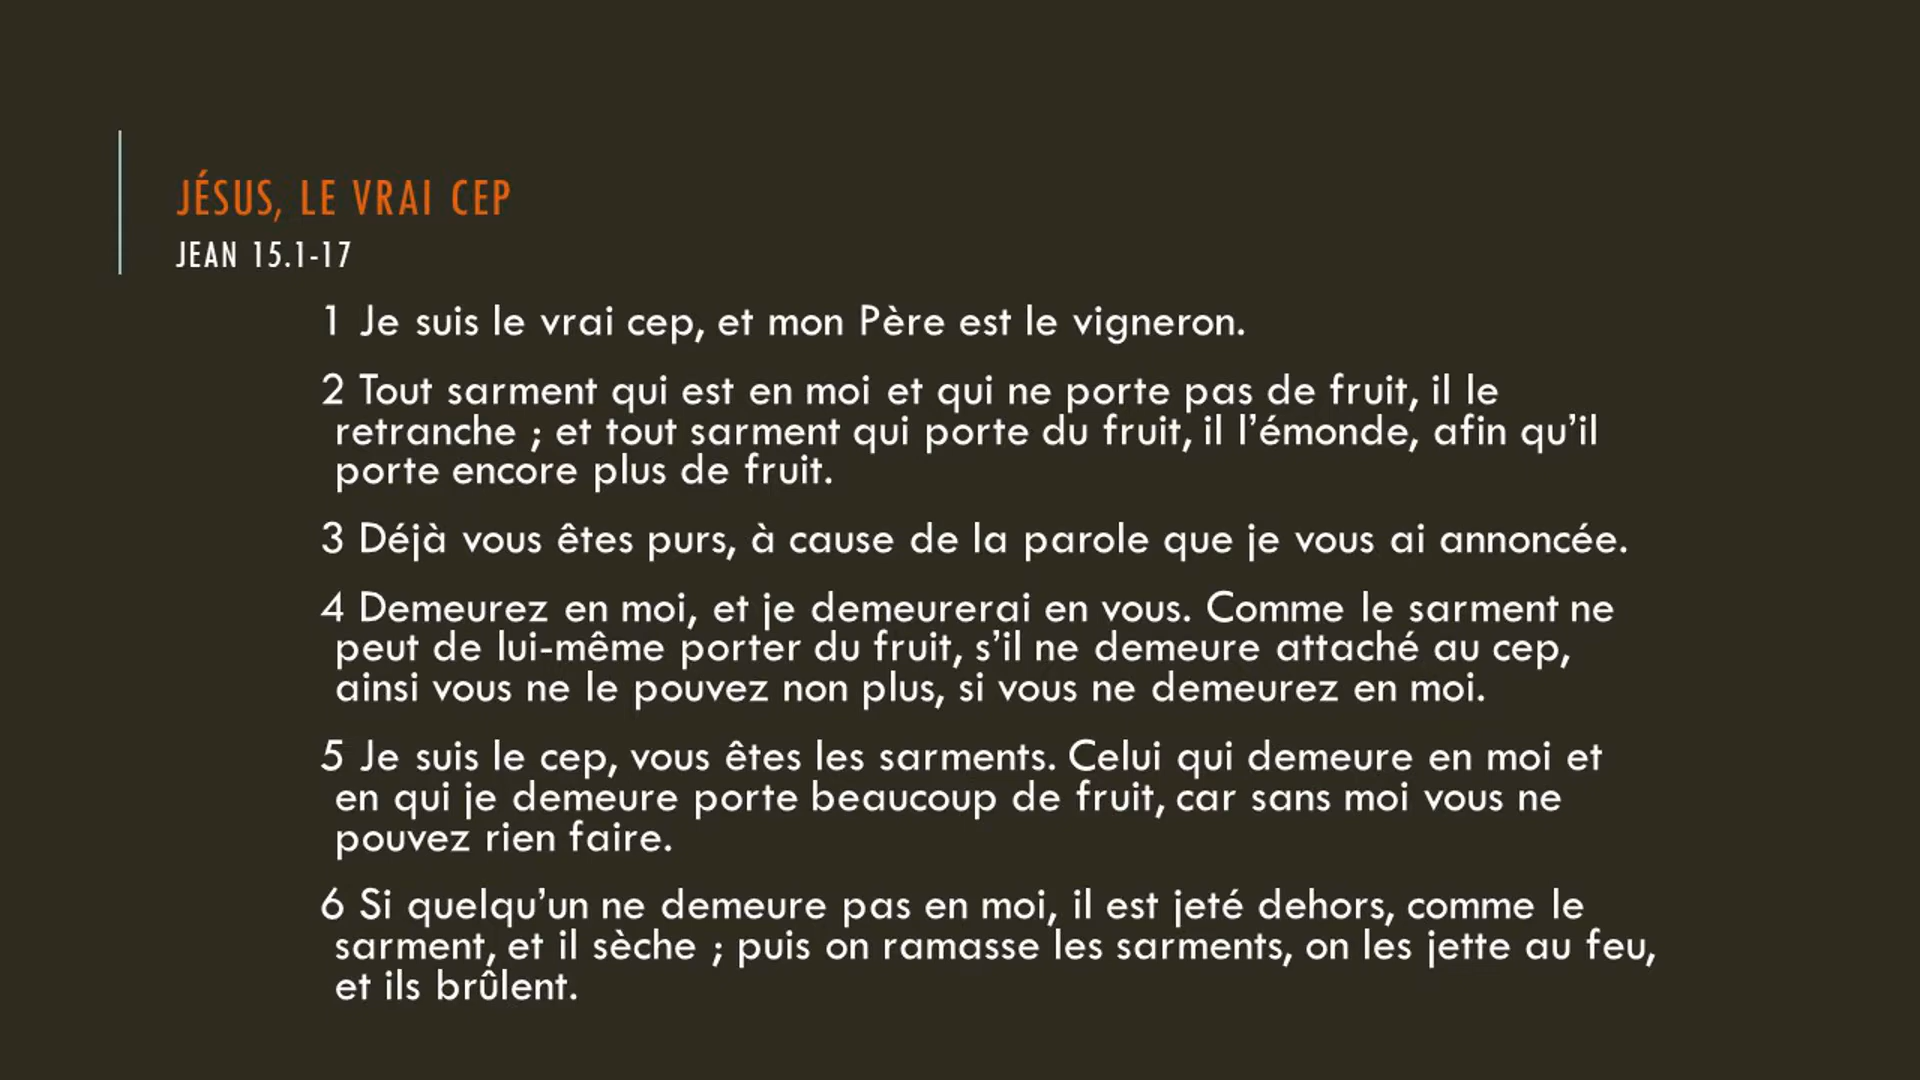 JÉSUS, LE VRAI CEP
JEAN 15.1-17
1 Je suis le vrai cep, et mon Père est le vigneron.
2 Tout sarment qui est en moi et qui ne porte pas de fruit, il le
retranche ; et tout sarment qui porte du fruit, il l’émonde, afin qu’il
porte encore plus de fruit.
3 Déjà vous êtes purs, à cause de la parole que je vous ai annoncée.
4 Demeurez en moi, et je demeurerai en vous. Comme le sarment ne
peut de lui-même porter du fruit, s’il ne demeure attaché au cep,
ainsi vous ne le pouvez non plus, si vous ne demeurez en moi.
5 Je suis le cep, vous êtes les sarments. Celui qui demeure en moi et
en qui je demeure porte beaucoup de fruit, car sans moi vous ne
pouvez rien faire.
6 Si quelqu’un ne demeure pas en moi, il est jeté dehors, comme le
sarment, et il sèche ; puis on ramasse les sarments, on les jette au feu,
et ils brûlent.